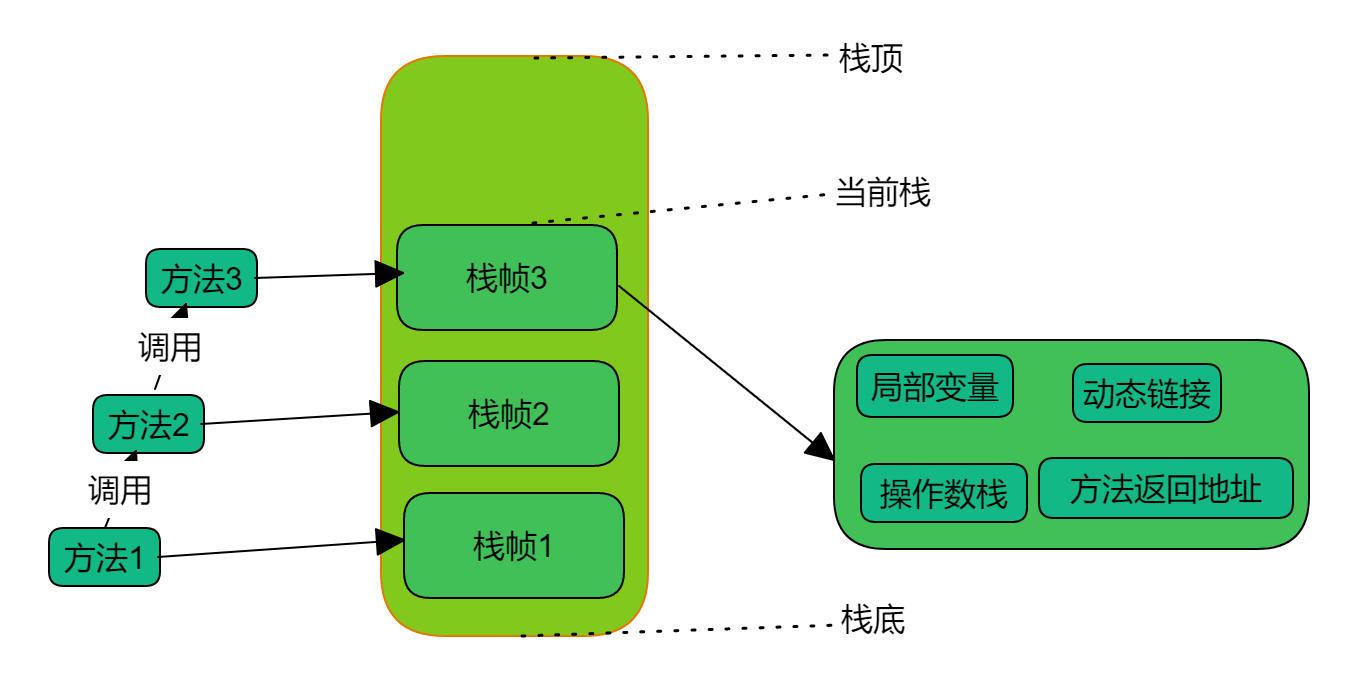 栈顶
当前栈
方法3
栈帧3
调用
局部变量
动态链接
方法2
栈帧2
调用
操作数栈
方法返回地址
方法1
栈帧1
栈底